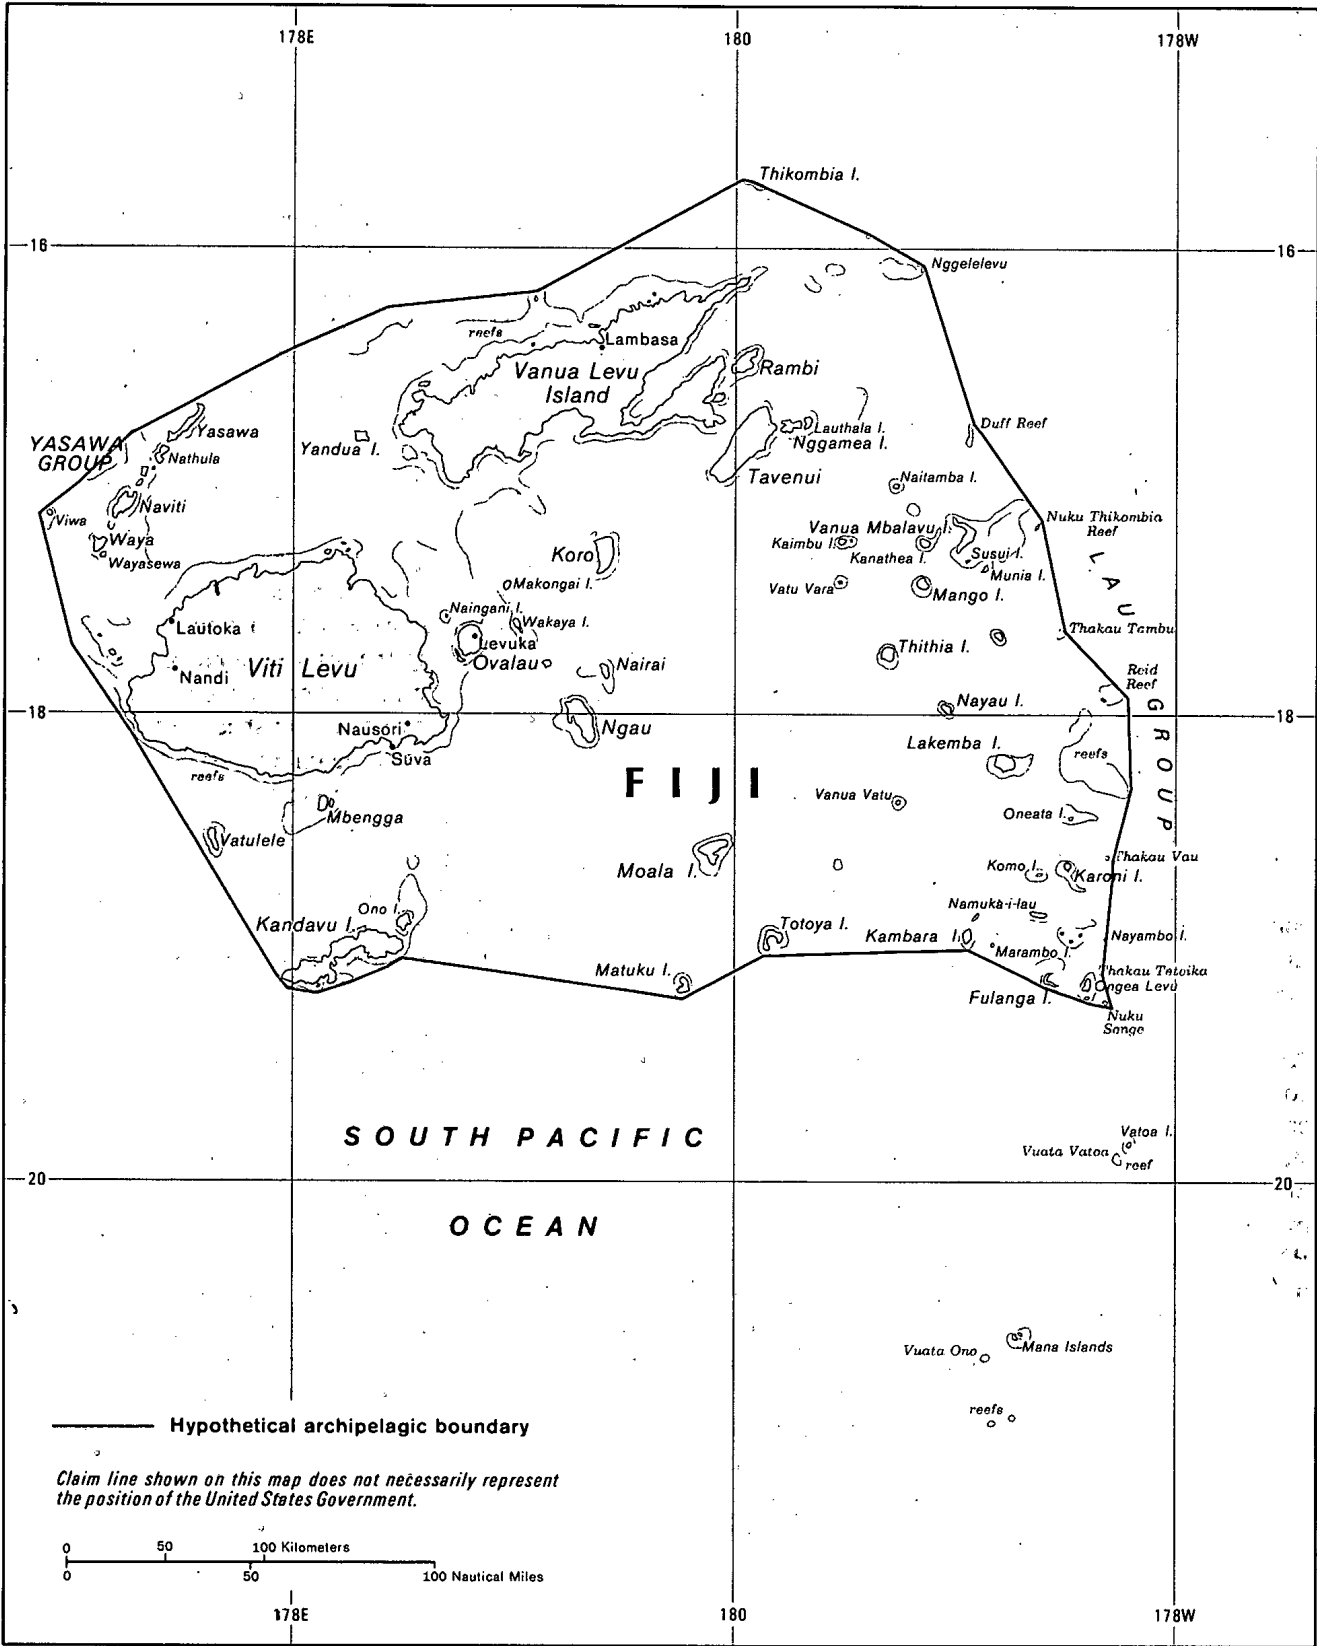 178E
180
178W
Thikombia I.
16
16
Nggelelevu
reefs
Lambasa
Vanua Levu
Island
Rambi
Duff Reef
YASAWA
GROUP
Yasawa
Nathula
Yandua I.
Lauthala I.
Nggamea I.
Tavenui
Naitamba I.
Naviti
Viwa
Waya
Wayasewa
Nuku Thikombia
Reef
Vanua Mbalavu I.
Kaimbu I.
Kanathea I.
Susui I.
Munia I.
Koro
Makongai I.
Vatu Vara
Mango I.
LAU GROUP
Naingani I.
Wakaya I.
Lautoka
Levuka
Ovalau
Thakau Tambu
Thithia I.
Viti Levu
Nandi
Nairai
Reid
Reef
Nayau I.
18
18
Nausori
Suva
Ngau
Lakemba I.
reefs
reefs
FIJI
Mbengga
Vanua Vatu
Oneata I.
Vatulele
Moala I.
Thakau Vau
Komo I.
Karoni I.
Ono I.
Kandavu I.
Namuka-i-lau
Totoya I.
Kambara I.
Nayambo I.
Marambo I.
Matuku I.
Thakau Tetoika
Ongea Levu
Fulanga I.
Nuku
Songe
SOUTH PACIFIC
Vatoa I.
Vuata Vatoa
reef
20
20
OCEAN
Vuata Ono
Mana Islands
reefs
Hypothetical archipelagic boundary
Claim line shown on this map does not necessarily represent
the position of the United States Government.
0 50 100 Kilometers
0 50 100 Nautical Miles
178E
180
178W